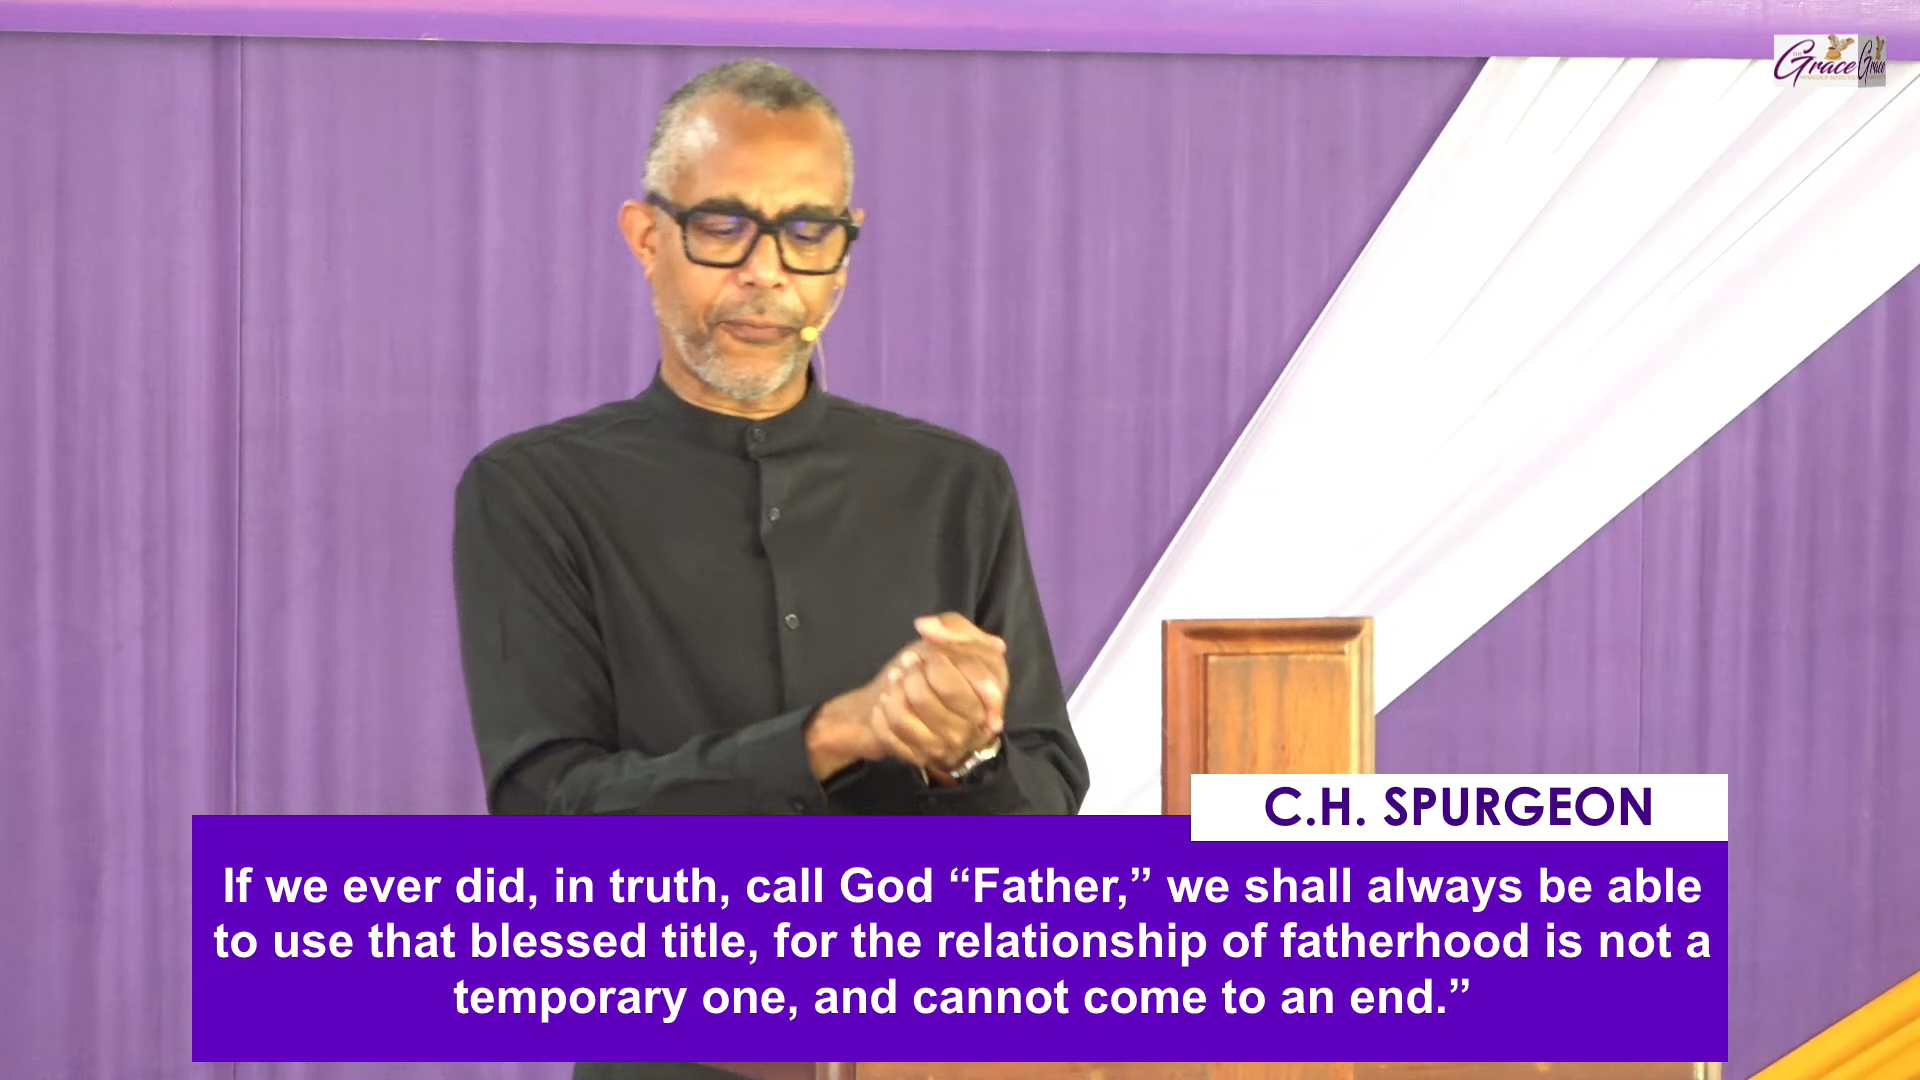 Grace Grace
C.H. SPURGEON
If we ever did, in truth, call God “Father,” we shall always be able
to use that blessed title, for the relationship of fatherhood is not a
temporary one, and cannot come to an end.”